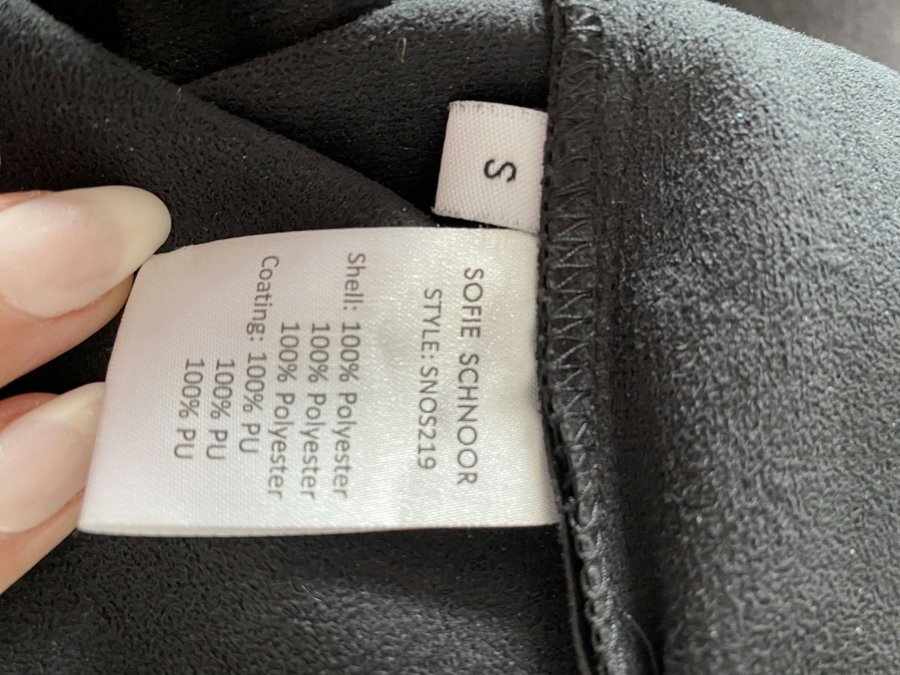 S
SOFIE SCHNOOR
STYLE: SNOS219
Shell: 100% Polyester
100% Polyester
100% Polyester
Coating: 100% PU
100% PU
100% PU